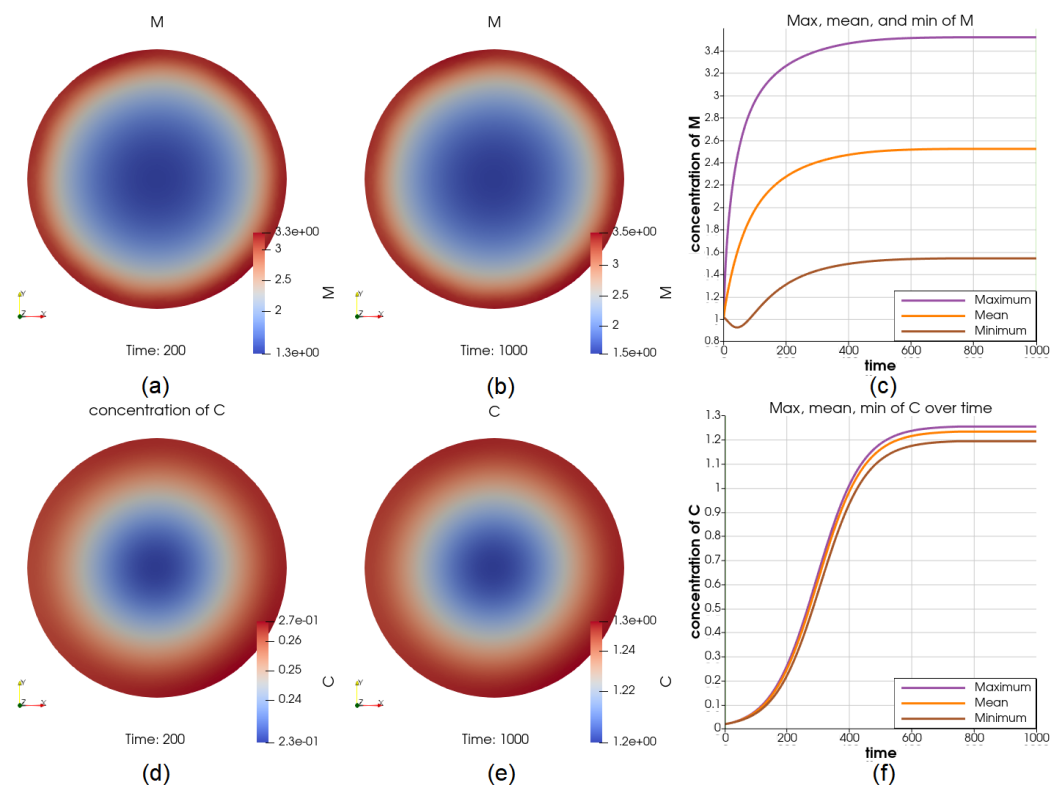 M
3.3e+00
3
2.5
2
1.3e+00
M
Y
Z
X
Time: 200
(a)
M
3.5e+00
3
2.5
2
1.5e+00
M
Y
Z
X
Time: 1000
(b)
Max, mean, and min of M
3.4
3.2
3
2.8
2.6
2.4
2.2
2
1.8
1.6
1.4
1.2
1
0.8
concentration of M
Maximum
Mean
Minimum
0 200 400 600 800 1000
time
(c)
concentration of C
2.7e-01
0.26
0.25
0.24
2.3e-01
C
Y
Z
X
Time: 200
(d)
C
1.3e+00
1.24
1.22
1.2e+00
C
Y
Z
X
Time: 1000
(e)
Max, mean, min of C over time
1.3
1.2
1.1
1
0.9
0.8
0.7
0.6
0.5
0.4
0.3
0.2
0.1
0
concentration of C
Maximum
Mean
Minimum
0 200 400 600 800 1000
time
(f)